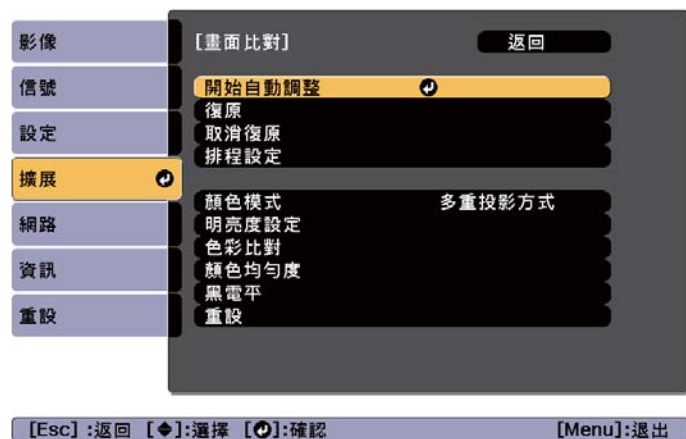 影像
信號
設定
擴展
網路
資訊
重設
[畫面比對] 返回
開始自動調整
復原
取消復原
排程設定
顏色模式 多重投影方式
明亮度設定
色彩比對
顏色均勻度
黑電平
重設
[Esc] :返回 [◆]:選擇 [↵]:確認 [Menu]:退出